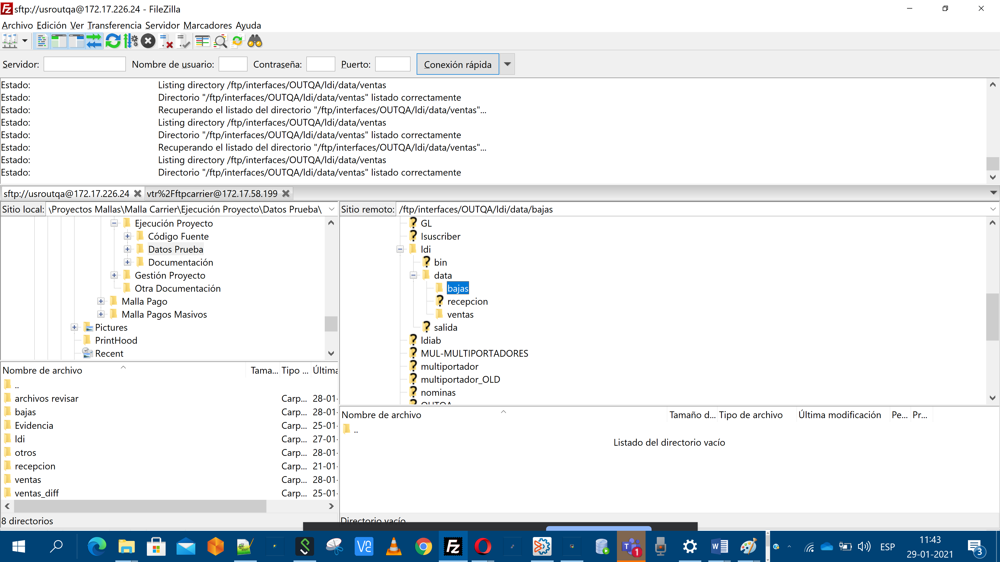 sftp://usroutqa@172.17.226.24 - FileZilla
Archivo Edición Ver Transferencia Servidor Marcadores Ayuda
Servidor: Nombre de usuario: Contraseña: Puerto: Conexión rápida
Estado: Listing directory /ftp/interfaces/OUTQA/ldi/data/ventas
Estado: Directorio "/ftp/interfaces/OUTQA/ldi/data/ventas" listado correctamente
Estado: Recuperando el listado del directorio "/ftp/interfaces/OUTQA/ldi/data/ventas"...
Estado: Listing directory /ftp/interfaces/OUTQA/ldi/data/ventas
Estado: Directorio "/ftp/interfaces/OUTQA/ldi/data/ventas" listado correctamente
Estado: Recuperando el listado del directorio "/ftp/interfaces/OUTQA/ldi/data/ventas"...
Estado: Listing directory /ftp/interfaces/OUTQA/ldi/data/ventas
Estado: Directorio "/ftp/interfaces/OUTQA/ldi/data/ventas" listado correctamente
sftp://usroutqa@172.17.226.24 vtr%2Fftpcarrier@172.17.58.199
Sitio local: \Proyectos Mallas\Malla Carrier\Ejecución Proyecto\Datos Prueba\
Ejecución Proyecto
Código Fuente
Datos Prueba
Documentación
Gestión Proyecto
Otra Documentación
Malla Pago
Malla Pagos Masivos
Pictures
PrintHood
Recent
Nombre de archivo Tama... Tipo ... Última
..
archivos revisar Carp... 28-01-
bajas Carp... 28-01-
Evidencia Carp... 25-01-
ldi Carp... 27-01-
otros Carp... 28-01-
recepcion Carp... 21-01-
ventas Carp... 28-01-
ventas_diff Carp... 25-01-
8 directorios
Sitio remoto: /ftp/interfaces/OUTQA/ldi/data/bajas
GL
Isuscriber
ldi
bin
data
bajas
recepcion
ventas
salida
ldiab
MUL-MULTIPORTADORES
multiportador
multiportador_OLD
nominas
OUTQA
Nombre de archivo Tamaño d... Tipo de archivo Última modificación Pe... Pr...
..
Listado del directorio vacío
Directorio vacío.
ESP
11:43
29-01-2021
1
3